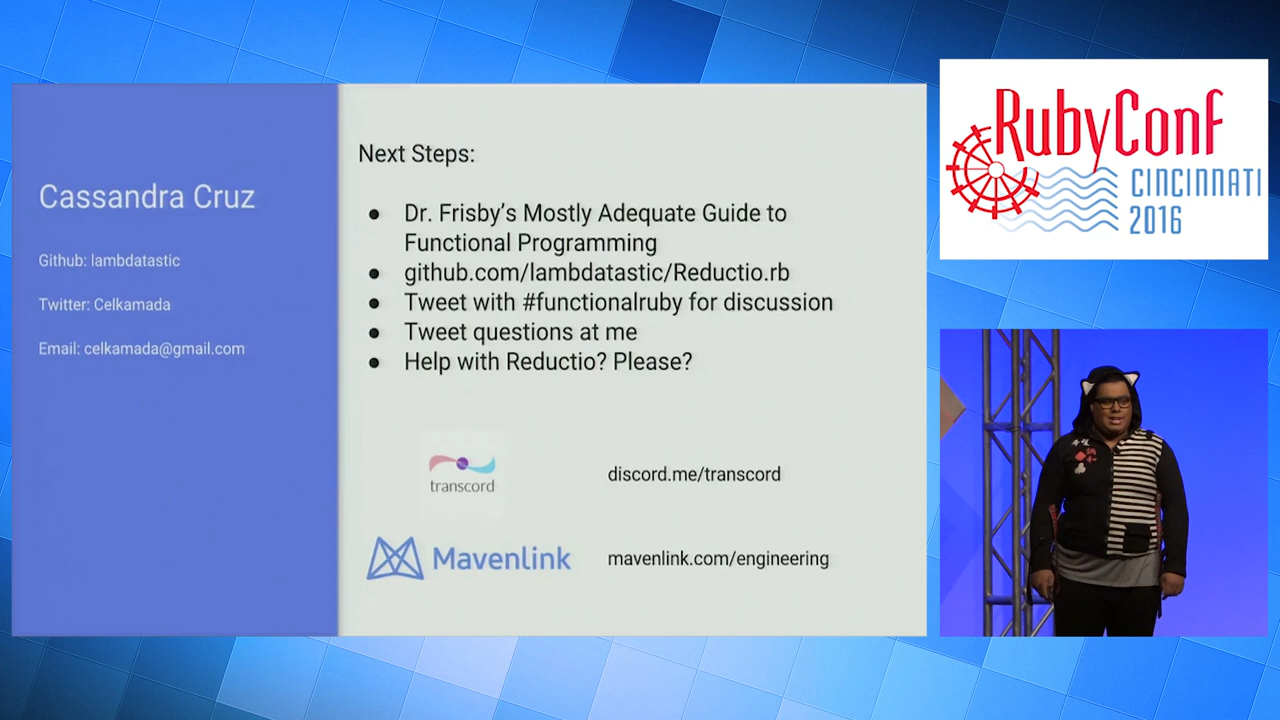 Cassandra Cruz
Github: lambdatastic
Twitter: Celkamada
Email: celkamada@gmail.com
Next Steps:
● Dr. Frisby's Mostly Adequate Guide to
Functional Programming
● github.com/lambdatastic/Reductio.rb
● Tweet with #functionalruby for discussion
● Tweet questions at me
● Help with Reductio? Please?
transcord
discord.me/transcord
Mavenlink
mavenlink.com/engineering
RubyConf
CINCINNATI
2016